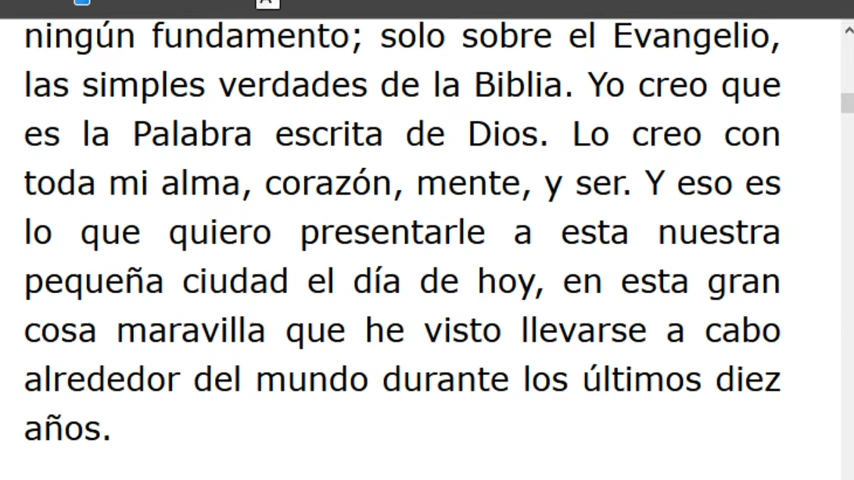 ningún fundamento; solo sobre el Evangelio,
las simples verdades de la Biblia. Yo creo que
es la Palabra escrita de Dios. Lo creo con
toda mi alma, corazón, mente, y ser. Y eso es
lo que quiero presentarle a esta nuestra
pequeña ciudad el día de hoy, en esta gran
cosa maravilla que he visto llevarse a cabo
alrededor del mundo durante los últimos diez
años.